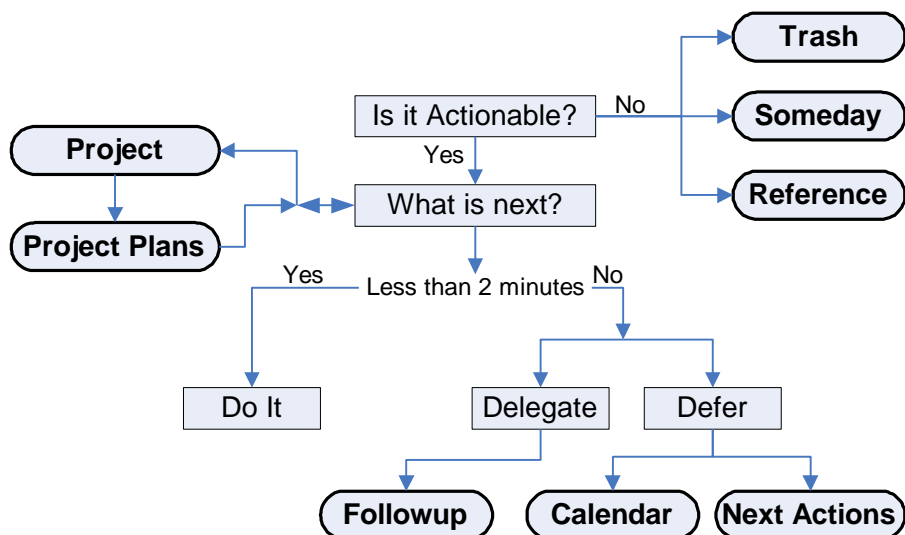 Trash
Is it Actionable?
No
Someday
Project
Yes
Reference
What is next?
Project Plans
Yes
Less than 2 minutes
No
Do It
Delegate
Defer
Followup
Calendar
Next Actions